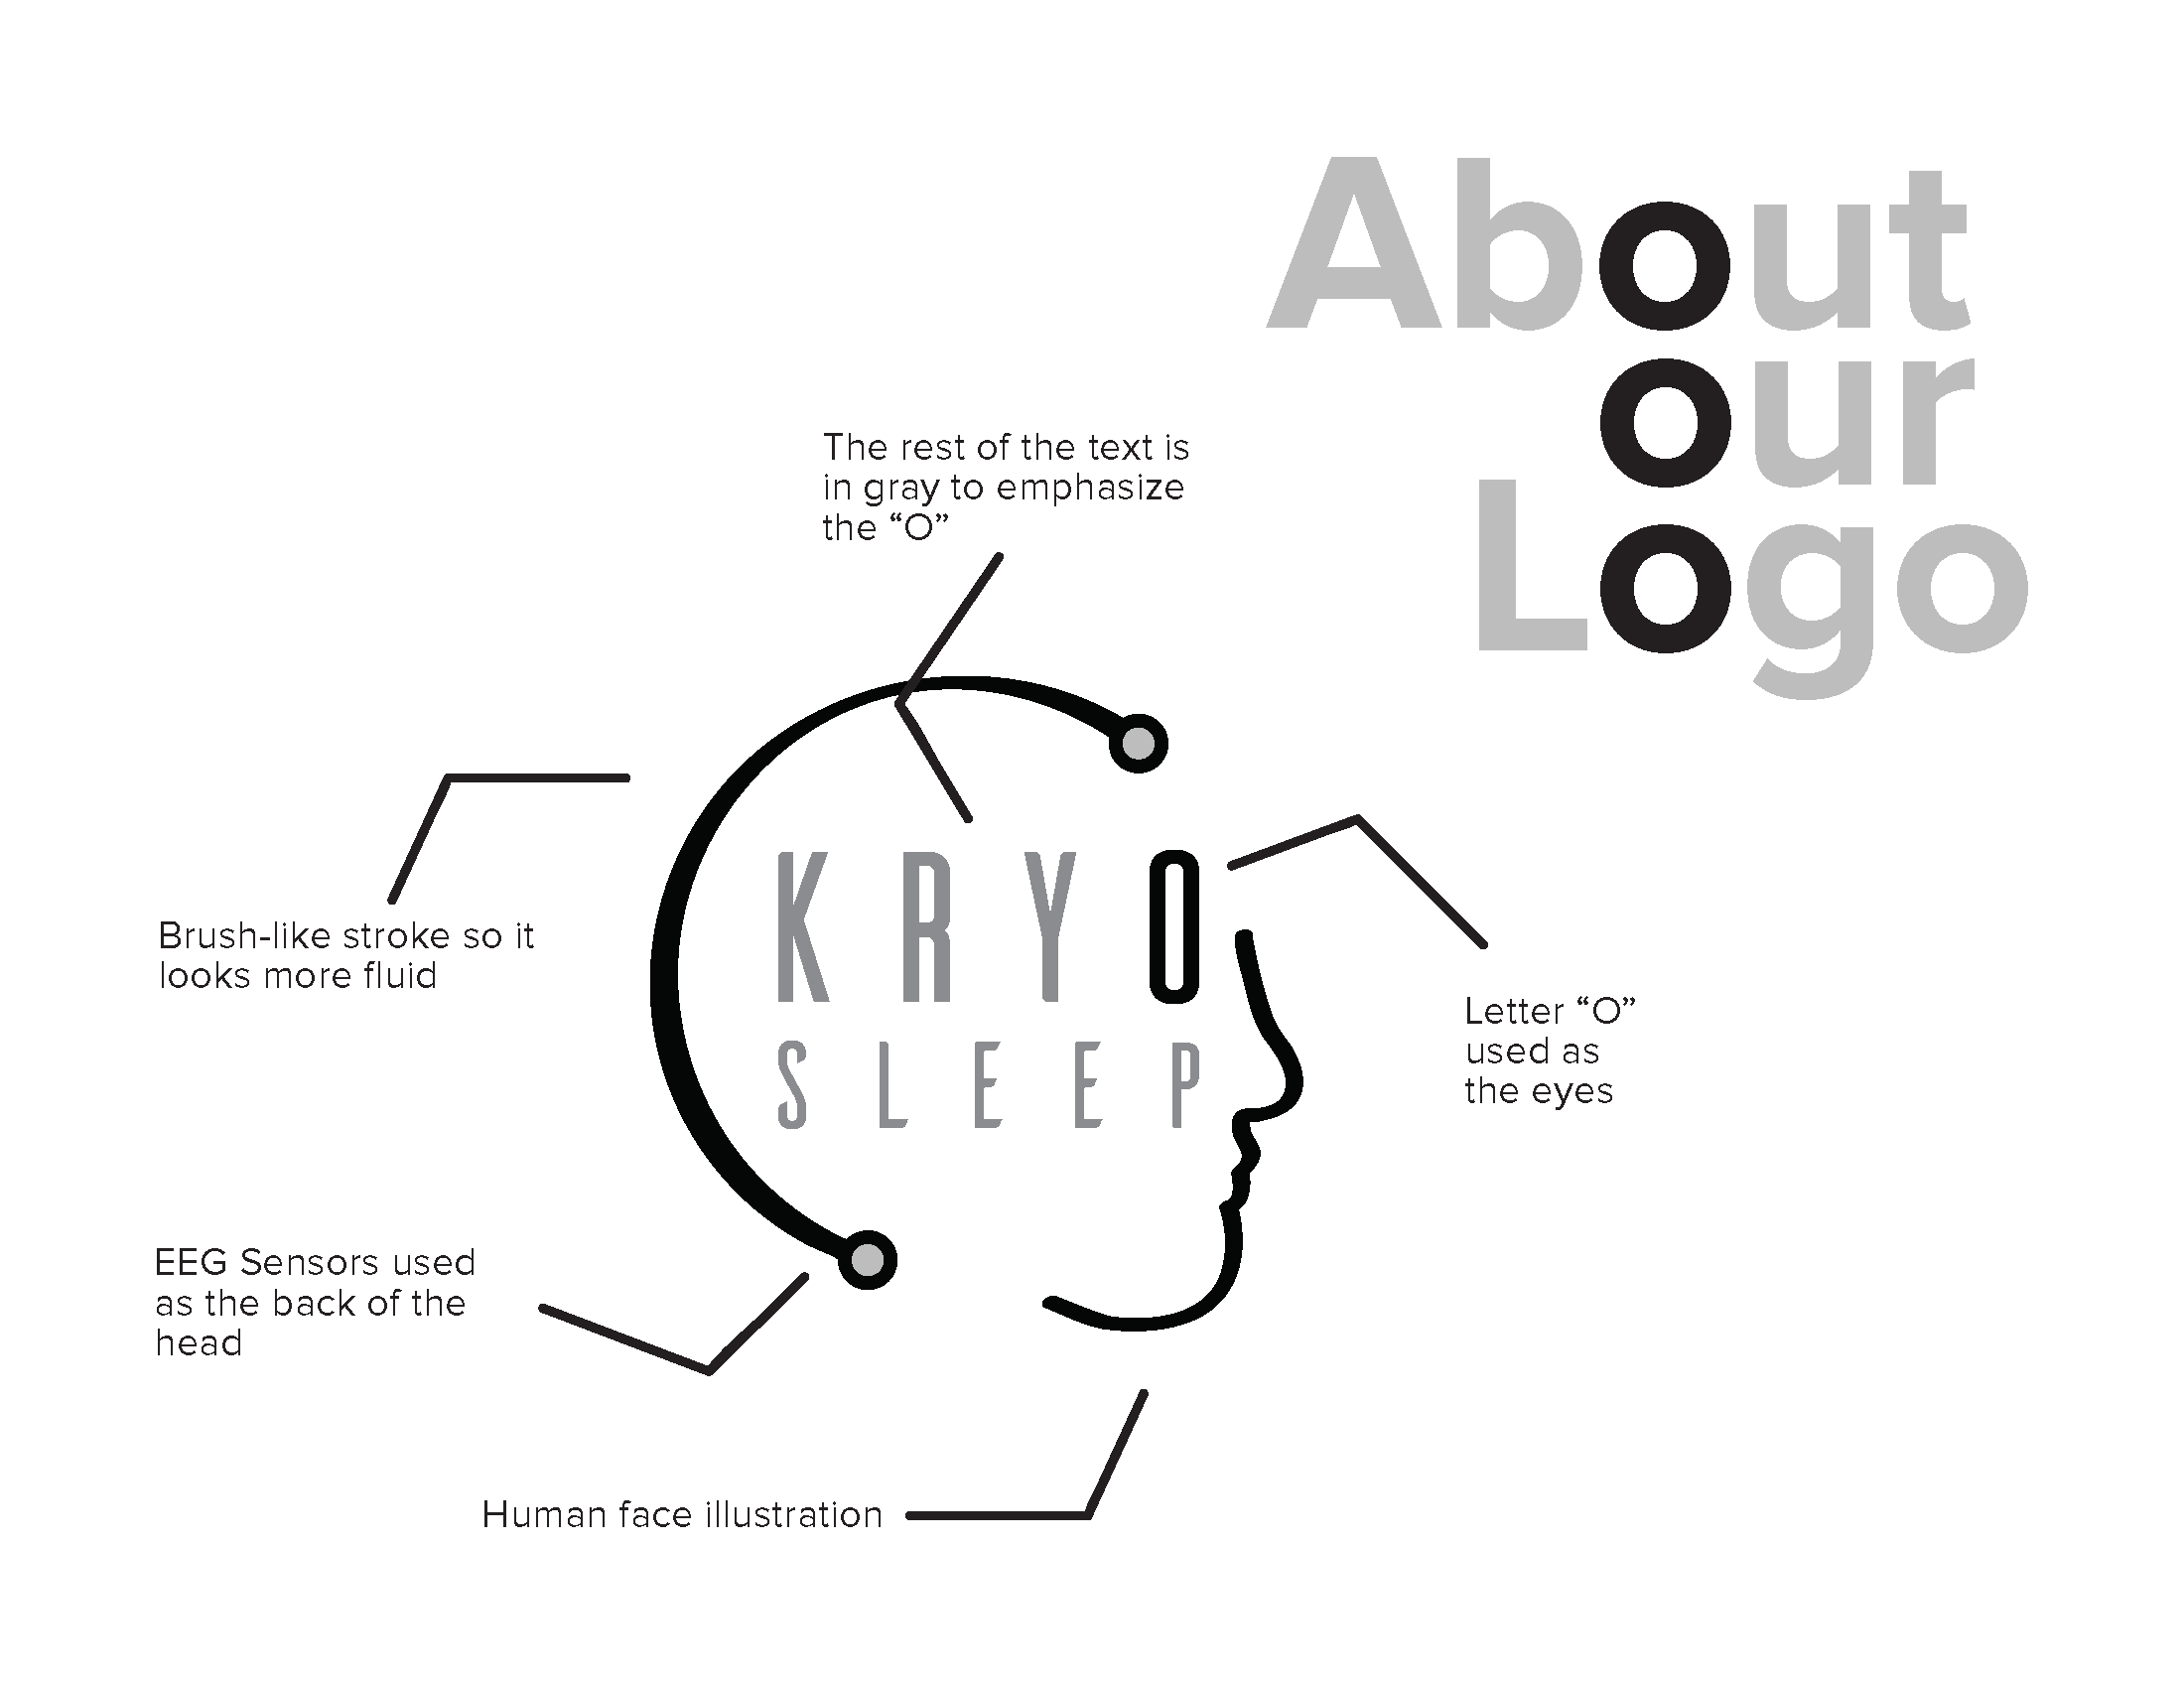 About
our
Logo
The rest of the text is
in gray to emphasize
the “O”
Brush-like stroke so it
looks more fluid
KRYO
SLEEP
Letter “O”
used as
the eyes
EEG Sensors used
as the back of the
head
Human face illustration